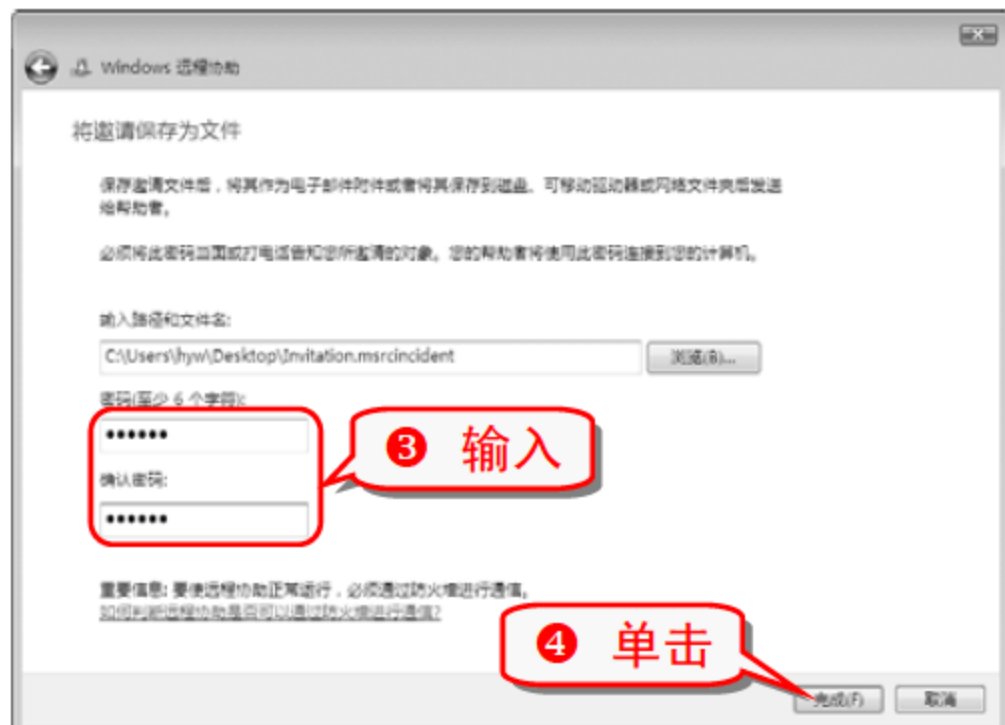 Windows 远程协助
将邀请保存为文件
保存邀请文件后，将其作为电子邮件附件或者将其保存到磁盘、可移动驱动器或网络文件夹后发送
给帮助者。
必须将此密码当面或打电话告知您所邀请的对象。您的帮助者将使用此密码连接到您的计算机。
输入路径和文件名:
C:\Users\hyw\Desktop\Invitation.msrcincident
浏览(B)...
密码(至少 6 个字符):
••••••
❸ 输入
确认密码:
••••••
重要信息: 要使远程协助正常运行，必须通过防火墙进行通信。
如何判断远程协助是否可以通过防火墙进行通信?
❹ 单击
完成(F)
取消